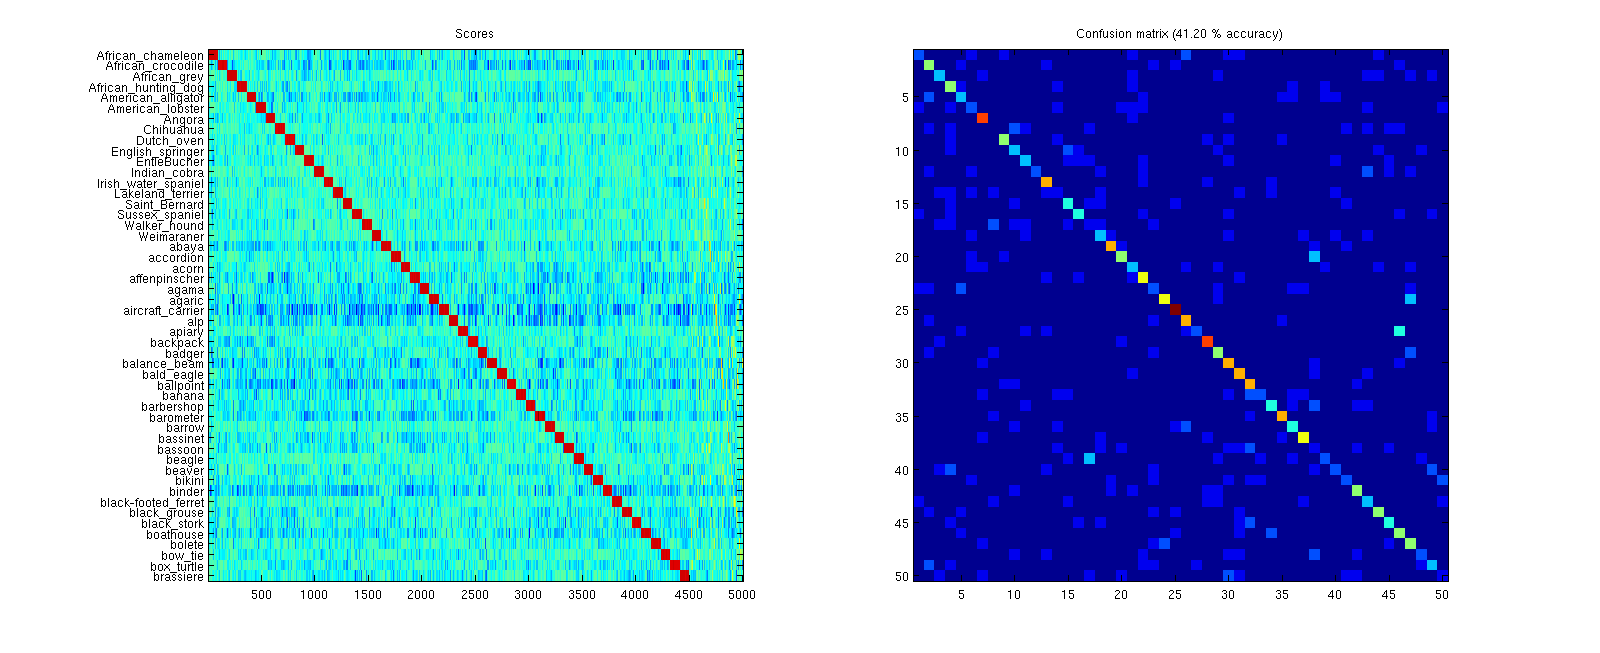 Scores
African_chameleon
African_crocodile
African_grey
African_hunting_dog
American_alligator
American_lobster
Angora
Chihuahua
Dutch_oven
English_springer
EntleBucher
Indian_cobra
Irish_water_spaniel
Lakeland_terrier
Saint_Bernard
Sussex_spaniel
Walker_hound
Weimaraner
abaya
accordion
acorn
affenpinscher
agama
agaric
aircraft_carrier
alp
apiary
backpack
badger
balance_beam
bald_eagle
ballpoint
banana
barbershop
barometer
barrow
bassinet
bassoon
beagle
beaver
bikini
binder
black-footed_ferret
black_grouse
black_stork
boathouse
bolete
bow_tie
box_turtle
brassiere
500 1000 1500 2000 2500 3000 3500 4000 4500 5000
Confusion matrix (41.20 % accuracy)
5
10
15
20
25
30
35
40
45
50
5 10 15 20 25 30 35 40 45 50